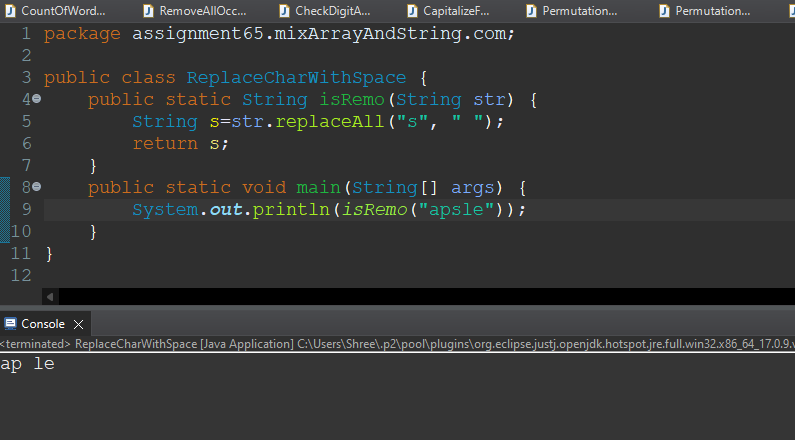 CountOfWord... RemoveAllOcc... CheckDigitA... CapitalizeF... Permutation... Permutation...
1 package assignment65.mixArrayAndString.com;
2
3 public class ReplaceCharWithSpace {
4 public static String isRemo(String str) {
5 String s=str.replaceAll("s", " ");
6 return s;
7 }
8 public static void main(String[] args) {
9 System.out.println(isRemo("apsle"));
10 }
11 }
12
Console
<terminated> ReplaceCharWithSpace [Java Application] C:\Users\Shree\.p2\pool\plugins\org.eclipse.justj.openjdk.hotspot.jre.full.win32.x86_64_17.0.9.v
ap le